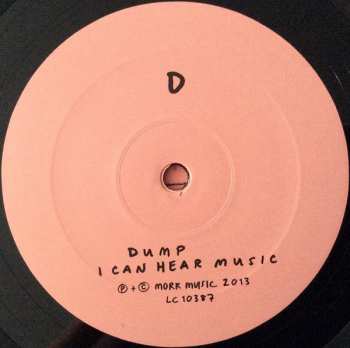 D
DUMP
I CAN HEAR MUSIC
Ⓟ + © MORR MUSIC 2013
LC 10387